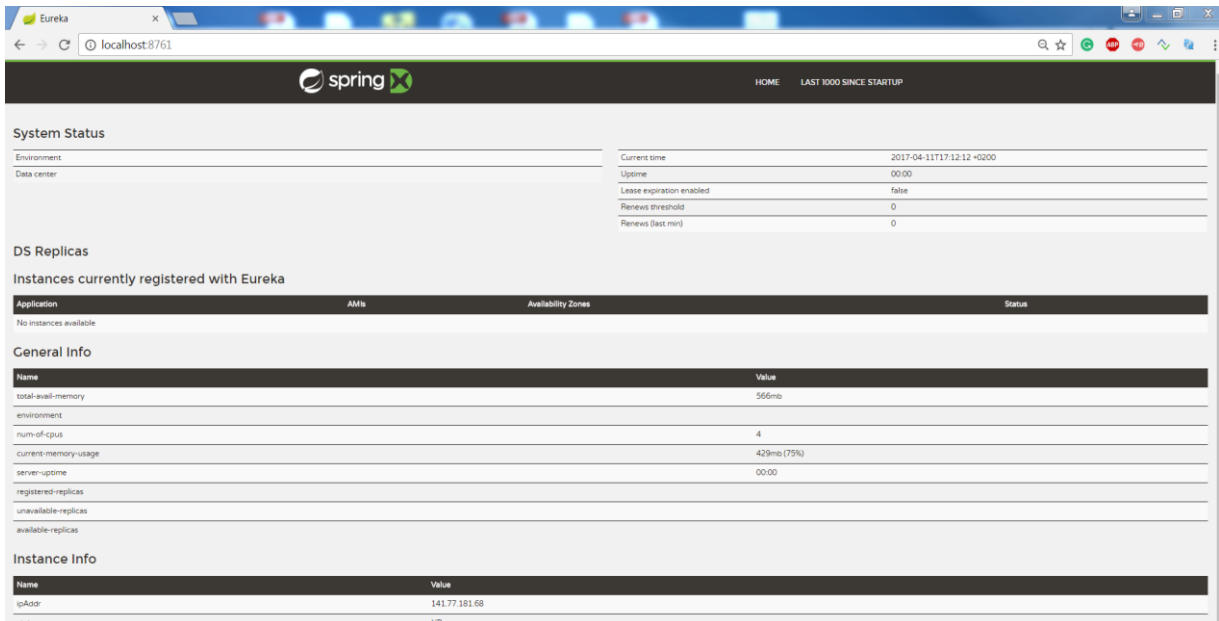 Eureka
localhost:8761
spring
HOME LAST 1000 SINCE STARTUP
System Status
Environment
Data center
Current time 2017-04-11T17:12:12 +0200
Uptime 00:00
Lease expiration enabled false
Renews threshold 0
Renews (last min) 0
DS Replicas
Instances currently registered with Eureka
Application AMIs Availability Zones Status
No instances available
General Info
Name Value
total-avail-memory 566mb
environment
num-of-cpus 4
current-memory-usage 429mb (75%)
server-uptime 00:00
registered-replicas
unavailable-replicas
available-replicas
Instance Info
Name Value
ipAddr 141.77.181.68